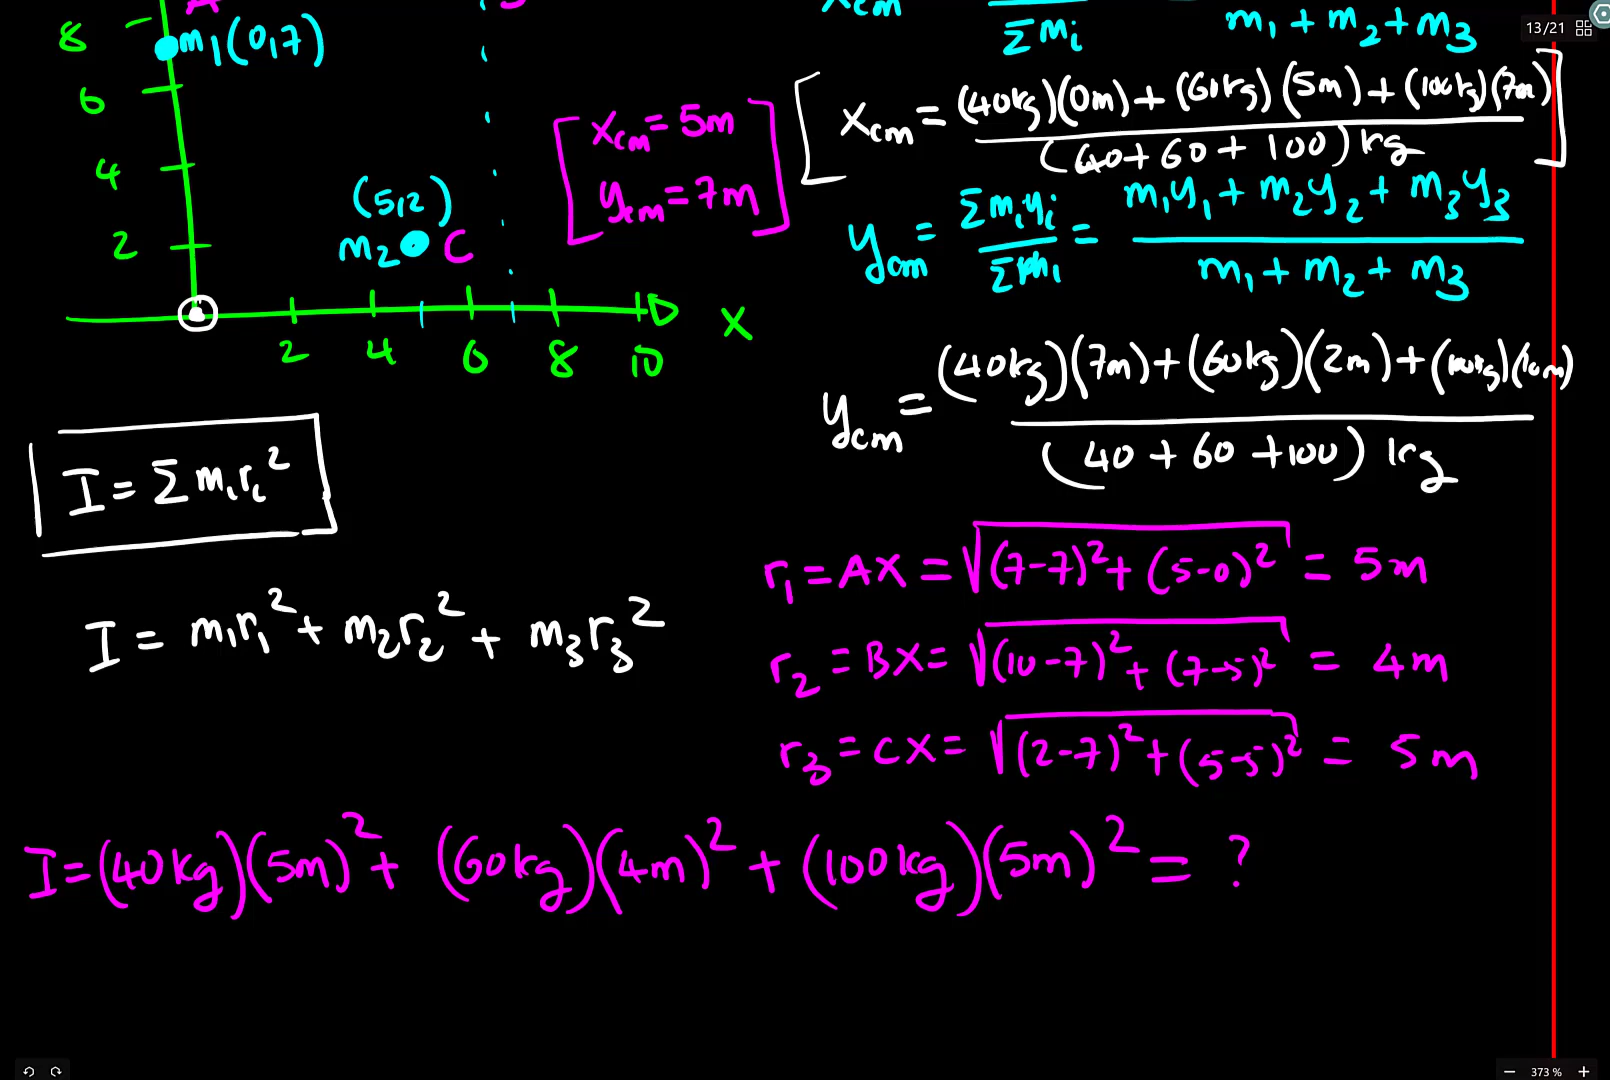 8
m1(0,7)
6
4
2
(5,2)
m2 C
2 4 6 8 10
X
[xcm = 5m
ycm = 7m]
xcm
Σmi
m1 + m2 + m3
13/21
[xcm = (40kg)(0m) + (60kg)(5m) + (100kg)(7m)
(40 + 60 + 100) kg]
ycm = Σmiyi / Σmi = m1y1 + m2y2 + m3y3
m1 + m2 + m3
ycm = (40kg)(7m) + (60kg)(2m) + (100kg)(10m)
(40 + 60 + 100) kg
I = Σmiri²
I = m1r1² + m2r2² + m3r3²
r1 = AX = √(7-7)² + (5-0)² = 5m
r2 = BX = √(10-7)² + (7-5)² = 4m
r3 = CX = √(2-7)² + (5-5)² = 5m
I = (40kg)(5m)² + (60kg)(4m)² + (100kg)(5m)² = ?
373 %